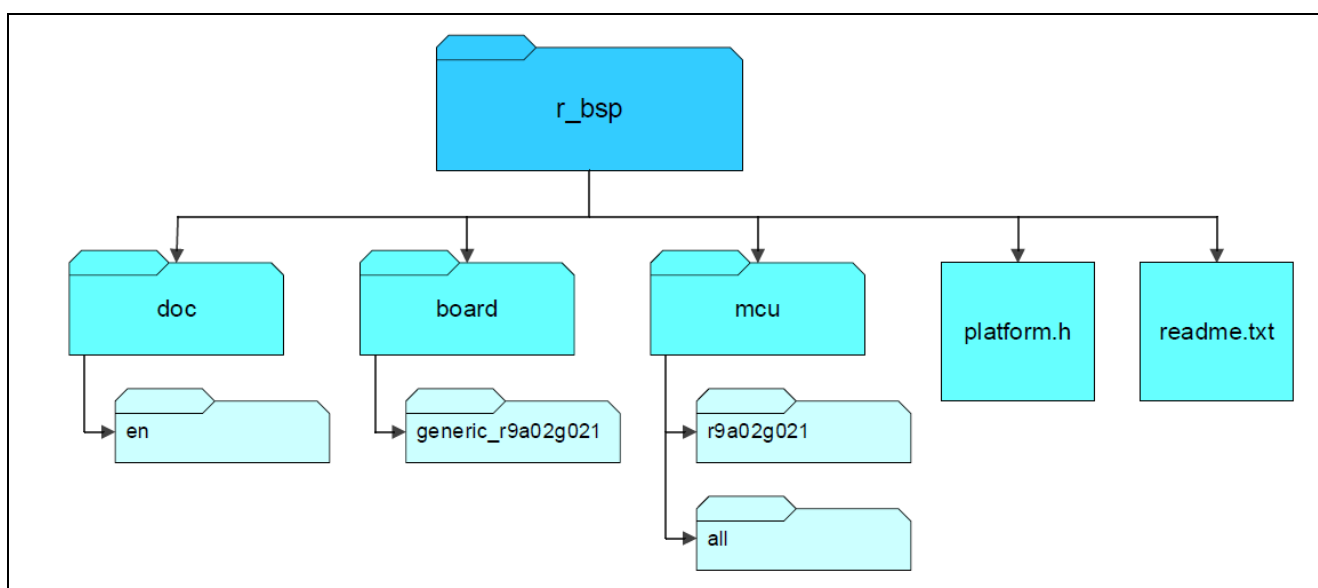 r_bsp
doc
board
mcu
platform.h
readme.txt
en
generic_r9a02g021
r9a02g021
all